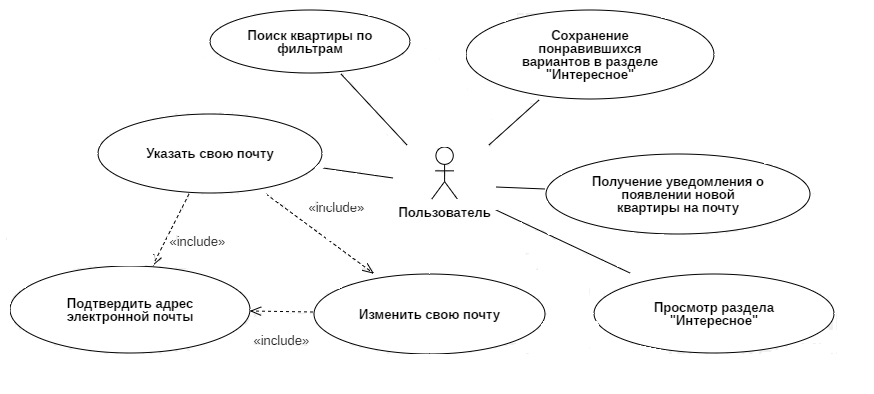 Поиск квартиры по
фильтрам
Сохранение
понравившихся
вариантов в разделе
"Интересное"
Указать свою почту
Получение уведомления о
появлении новой
квартиры на почту
Пользователь
«include»
«include»
Подтвердить адрес
электронной почты
Изменить свою почту
Просмотр раздела
"Интересное"
«include»